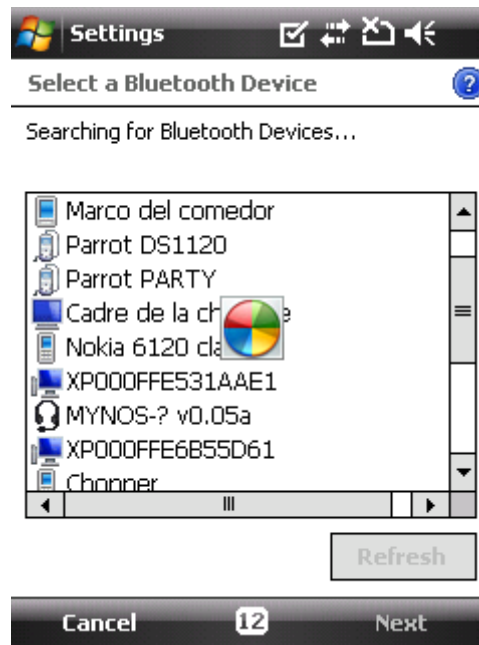 Settings
Select a Bluetooth Device
Searching for Bluetooth Devices...
Marco del comedor
Parrot DS1120
Parrot PARTY
Cadre de la ch e
Nokia 6120 cla
XP000FFE531AAE1
MYNOS-? v0.05a
XP000FFE6B55D61
Chopper
Refresh
Cancel 12 Next